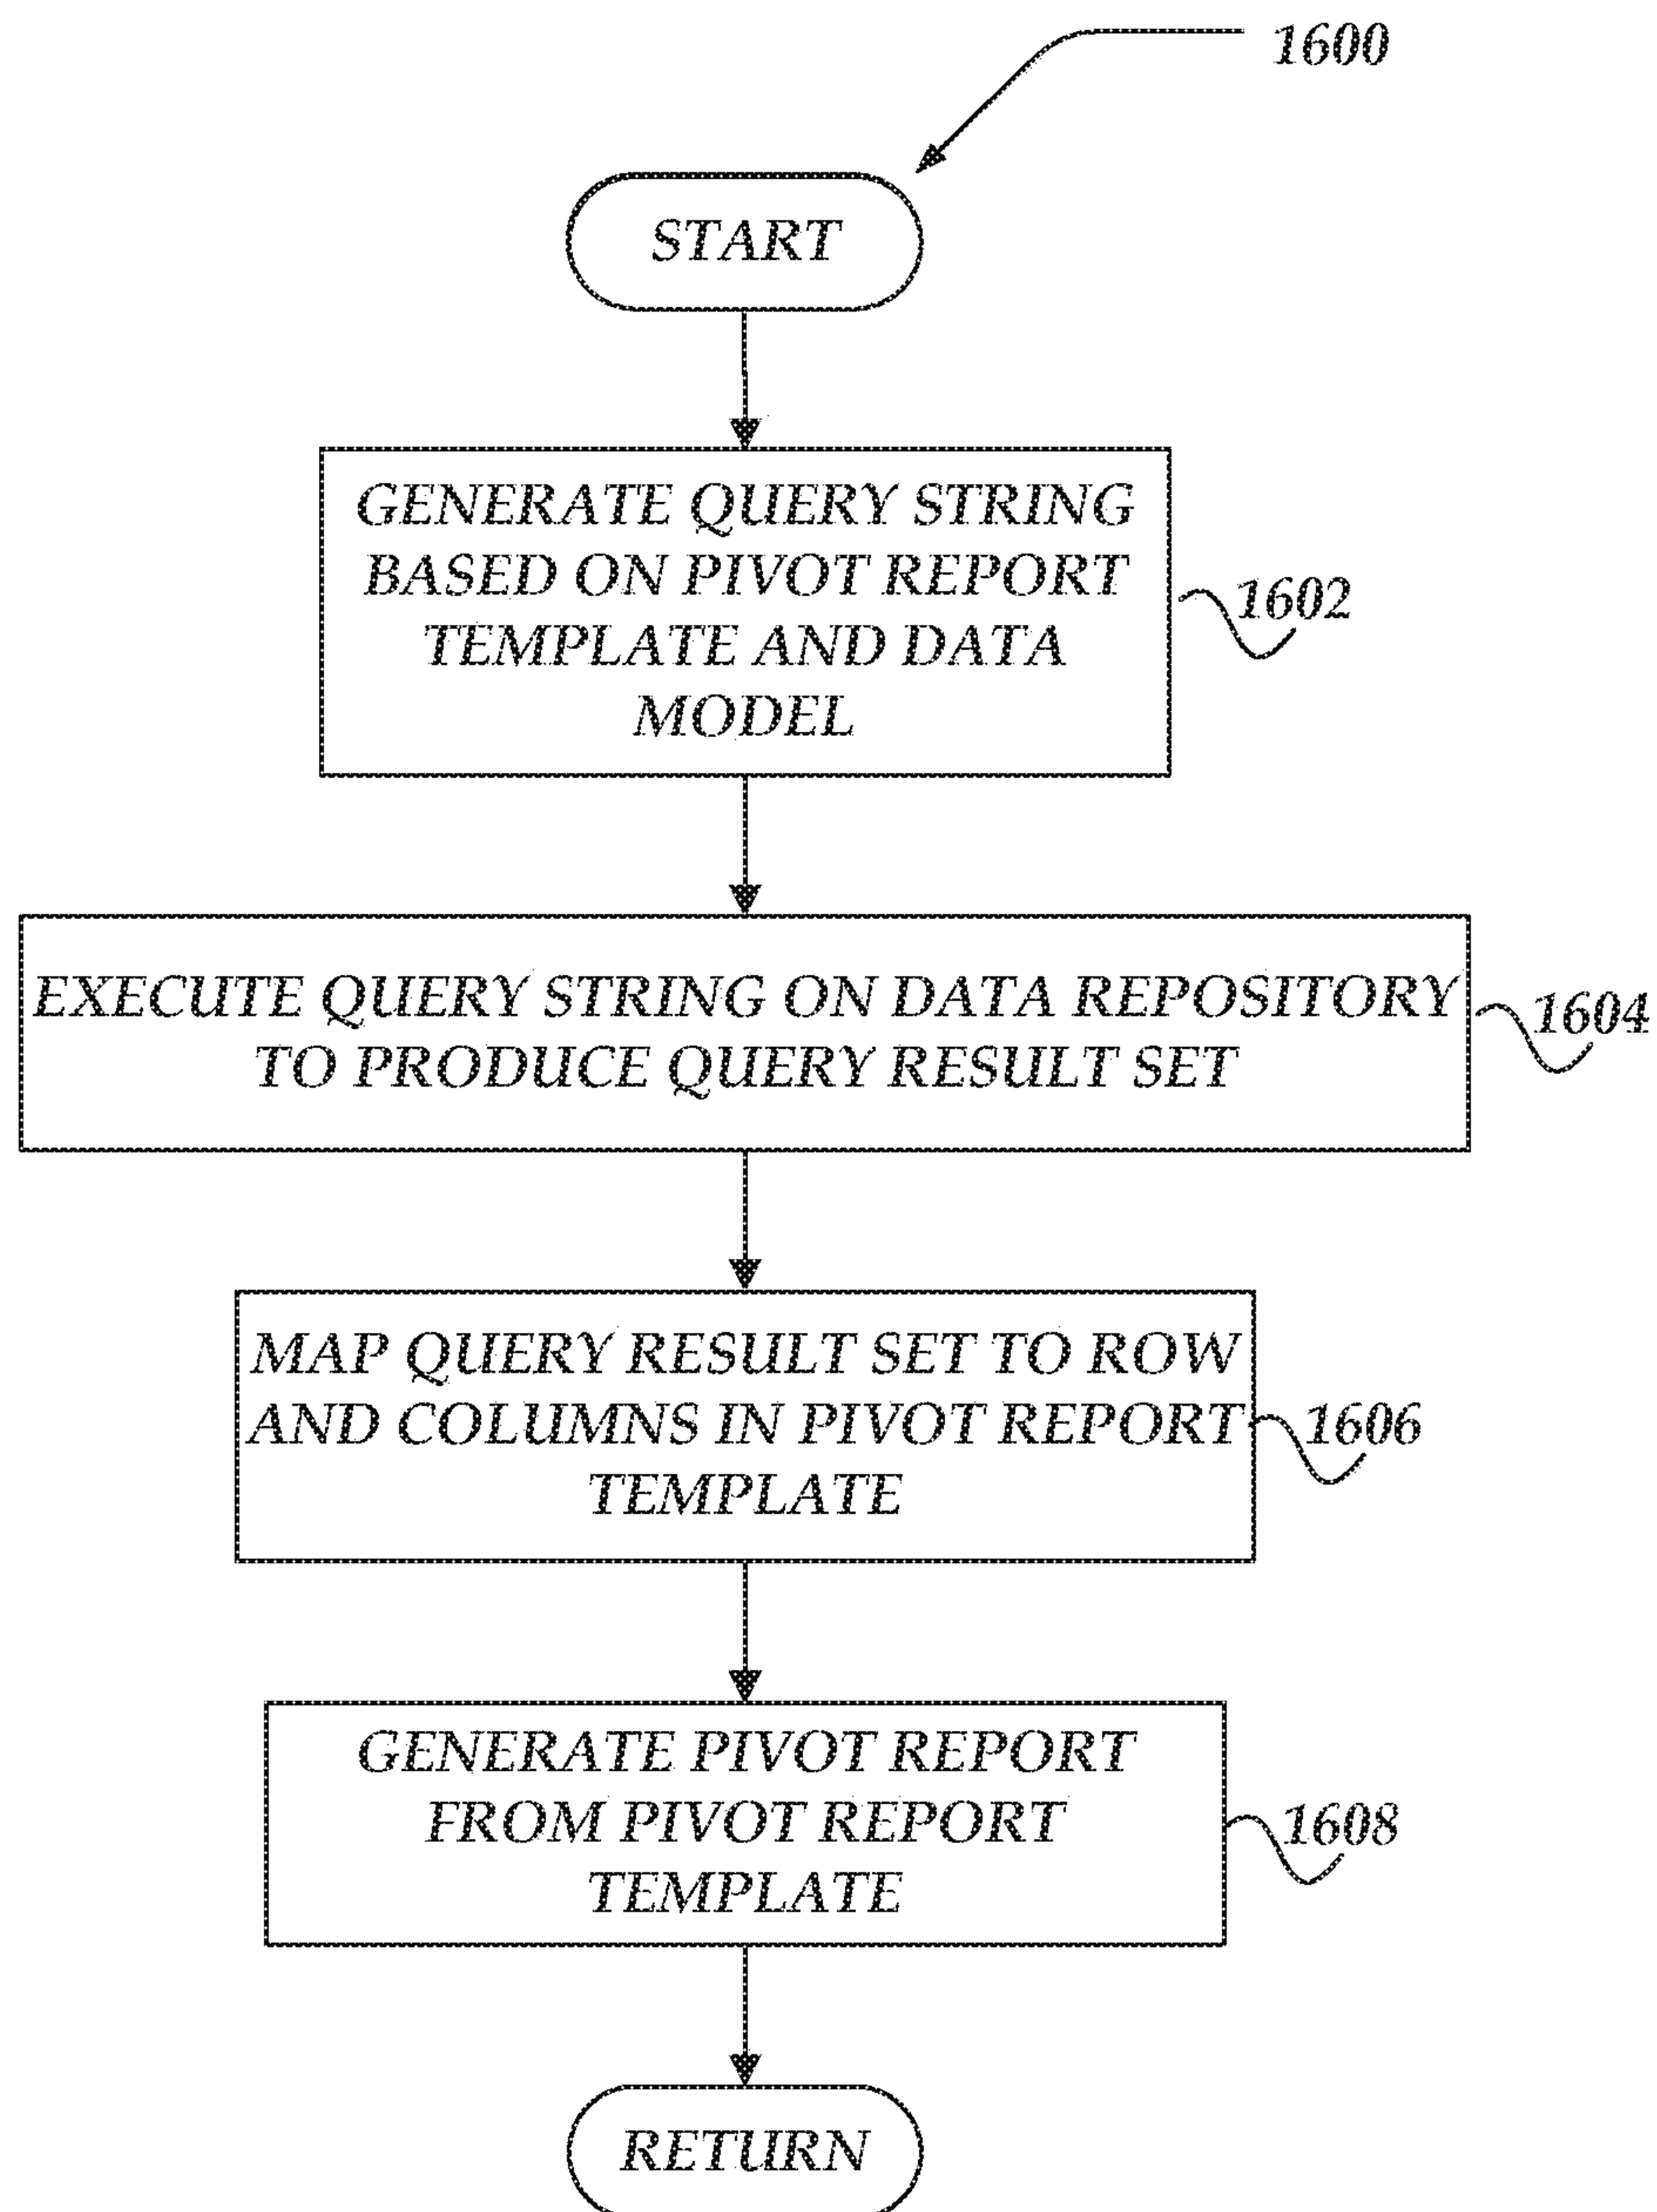 1600
START
GENERATE QUERY STRING
BASED ON PIVOT REPORT
TEMPLATE AND DATA
MODEL
1602
EXECUTE QUERY STRING ON DATA REPOSITORY
TO PRODUCE QUERY RESULT SET
1604
MAP QUERY RESULT SET TO ROW
AND COLUMNS IN PIVOT REPORT
TEMPLATE
1606
GENERATE PIVOT REPORT
FROM PIVOT REPORT
TEMPLATE
1608
RETURN